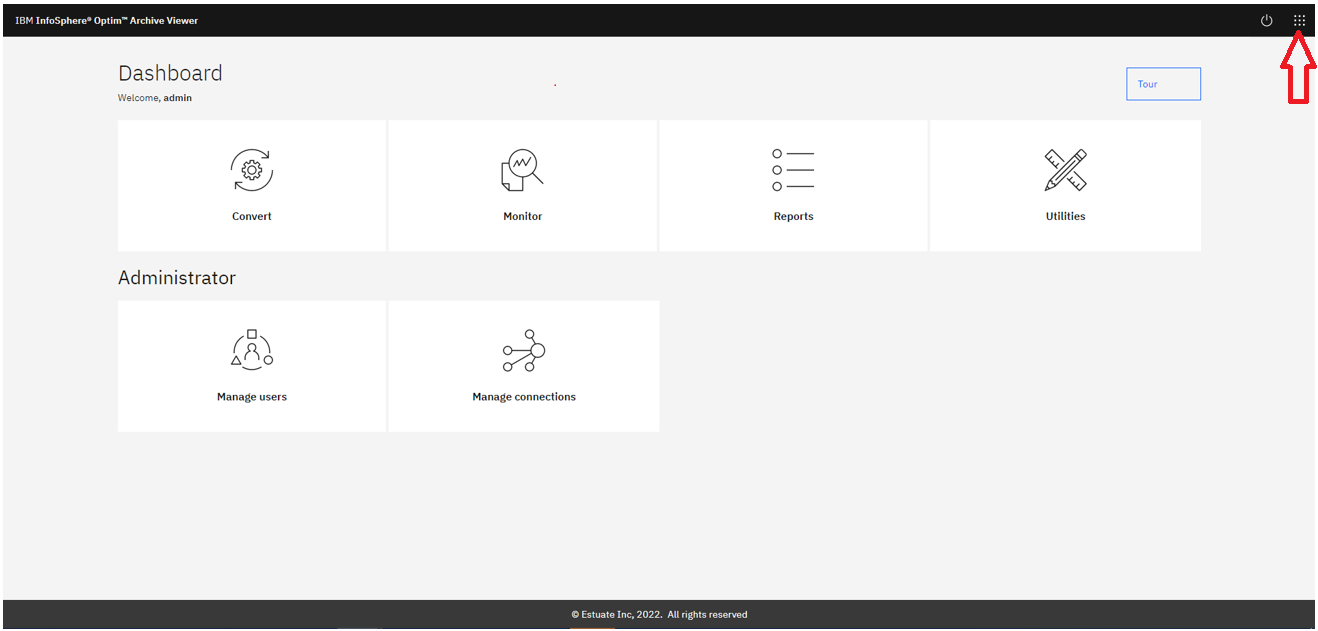 IBM InfoSphere® Optim™ Archive Viewer
Dashboard
Welcome, admin
Tour
Convert
Monitor
Reports
Utilities
Administrator
Manage users
Manage connections
© Estuate Inc, 2022. All rights reserved